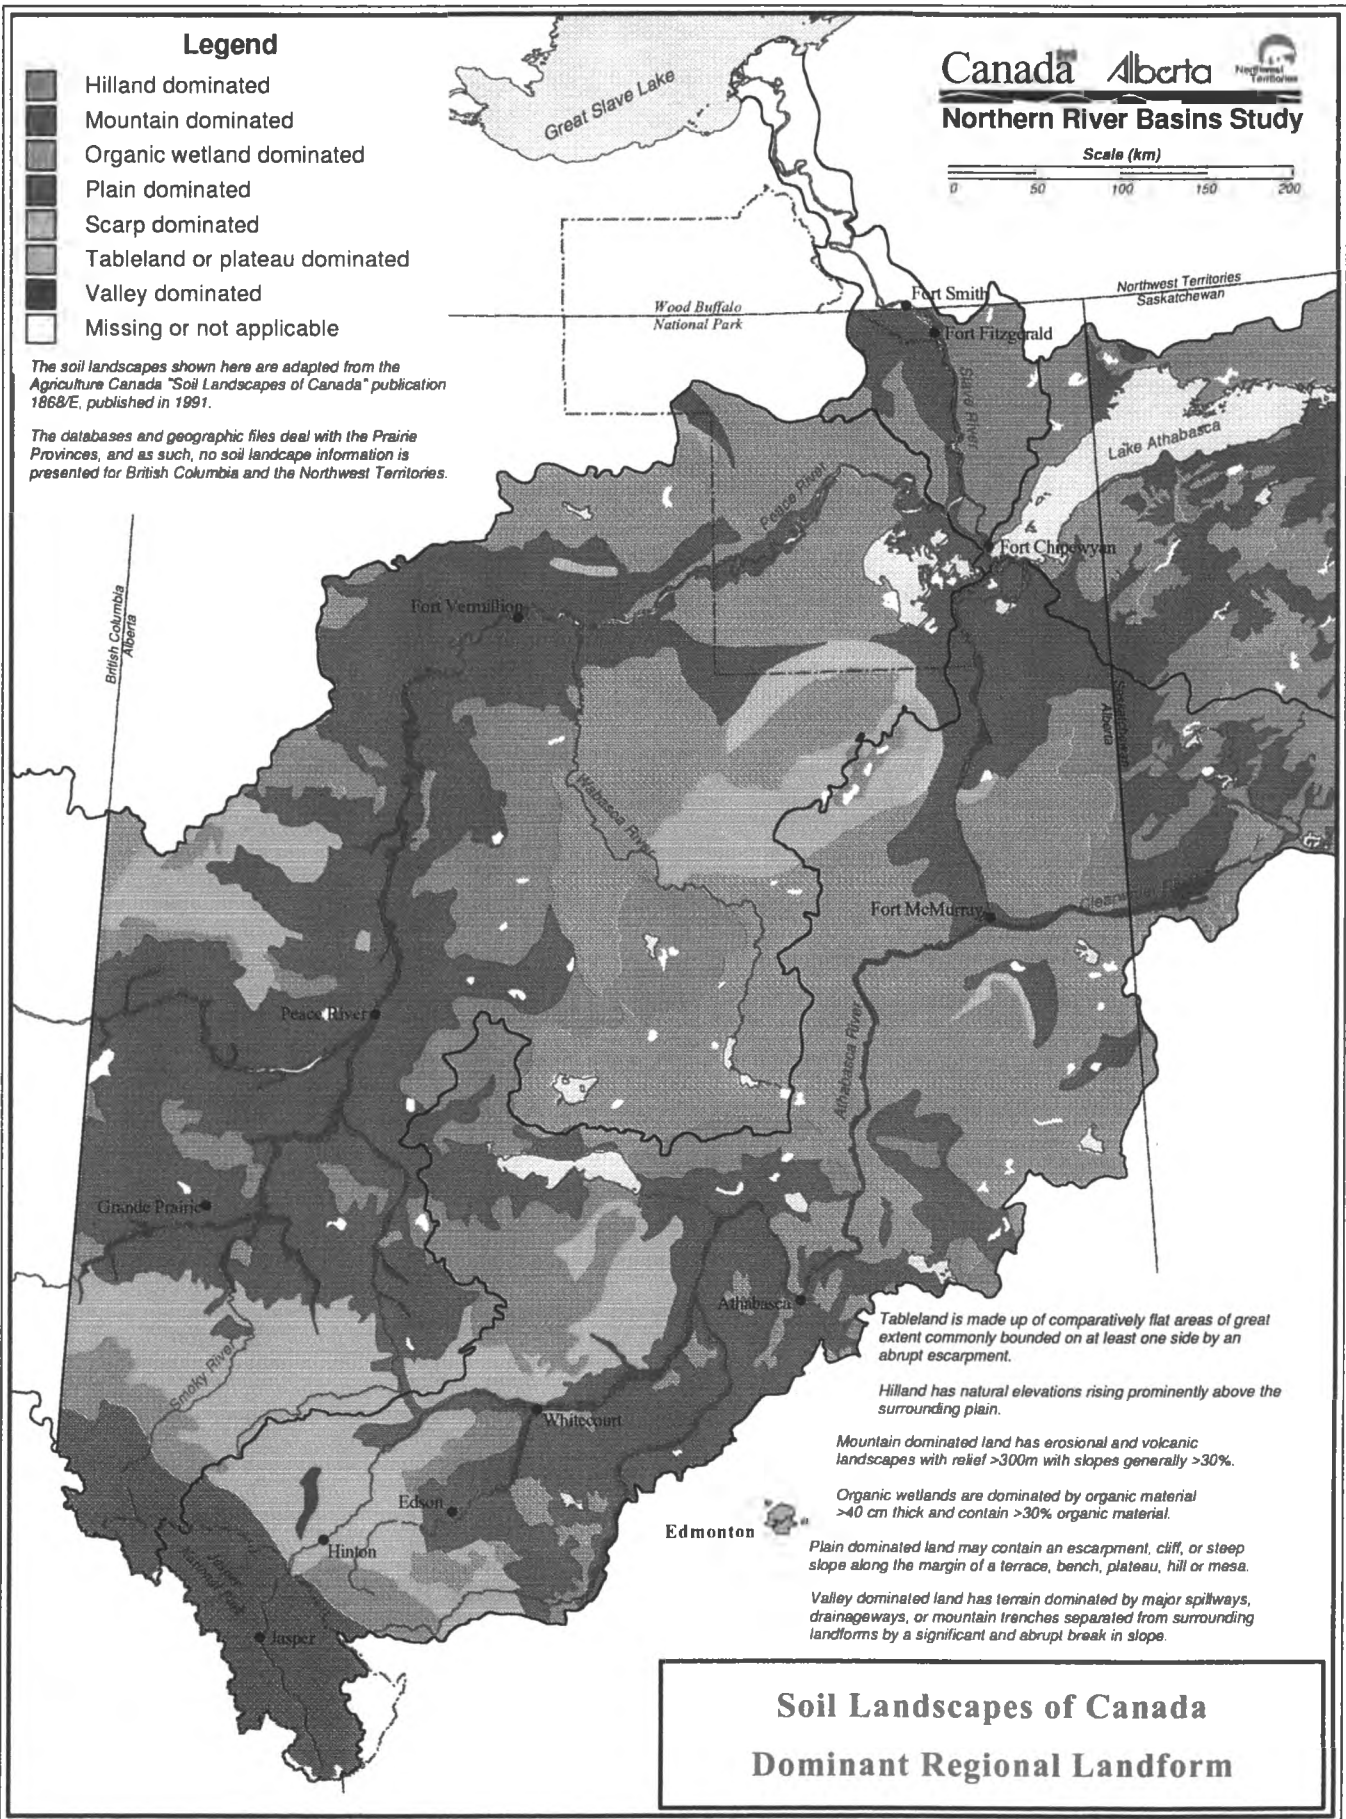 Legend
Hilland dominated
Mountain dominated
Organic wetland dominated
Plain dominated
Scarp dominated
Tableland or plateau dominated
Valley dominated
Missing or not applicable
The soil landscapes shown here are adapted from the
Agriculture Canada "Soil Landscapes of Canada" publication
1868/E, published in 1991.
The databases and geographic files deal with the Prairie
Provinces, and as such, no soil landcape information is
presented for British Columbia and the Northwest Territories.
Canada Alberta Northwest
Territories
Northern River Basins Study
Scale (km)
0 50 100 150 200
Great Slave Lake
Northwest Territories
Saskatchewan
Fort Smith
Wood Buffalo
National Park
Fort Fitzgerald
Slave River
Lake Athabasca
Peace River
Fort Chipewyan
British Columbia
Alberta
Fort Vermillion
Saskatchewan
Alberta
Wabasca River
Fort McMurray
Clearwater River
Peace River
Athabasca River
Grande Prairie
Athabasca
Smoky River
Whitecourt
Edson
Hinton
Jasper
National Park
Jasper
Edmonton
Tableland is made up of comparatively flat areas of great
extent commonly bounded on at least one side by an
abrupt escarpment.
Hilland has natural elevations rising prominently above the
surrounding plain.
Mountain dominated land has erosional and volcanic
landscapes with relief >300m with slopes generally >30%.
Organic wetlands are dominated by organic material
>40 cm thick and contain >30% organic material.
Plain dominated land may contain an escarpment, cliff, or steep
slope along the margin of a terrace, bench, plateau, hill or mesa.
Valley dominated land has terrain dominated by major spillways,
drainageways, or mountain trenches separated from surrounding
landforms by a significant and abrupt break in slope.
Soil Landscapes of Canada
Dominant Regional Landform